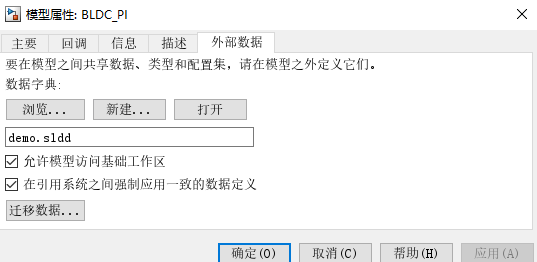 模型属性: BLDC_PI
主要 回调 信息 描述 外部数据
要在模型之间共享数据、类型和配置集，请在模型之外定义它们。
数据字典:
浏览... 新建... 打开
demo.sldd
允许模型访问基础工作区
在引用系统之间强制应用一致的数据定义
迁移数据...
确定(O) 取消(C) 帮助(H) 应用(A)